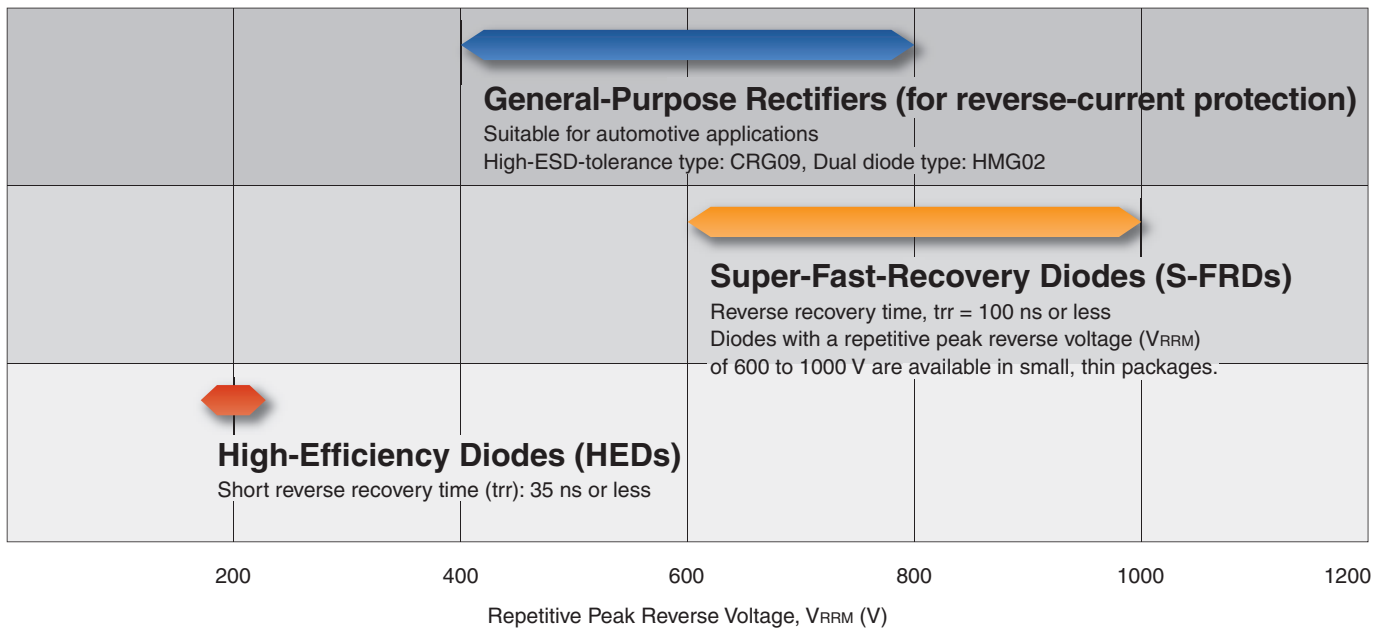 General-Purpose Rectifiers (for reverse-current protection)
Suitable for automotive applications
High-ESD-tolerance type: CRG09, Dual diode type: HMG02
Super-Fast-Recovery Diodes (S-FRDs)
Reverse recovery time, trr = 100 ns or less
Diodes with a repetitive peak reverse voltage (VRRM)
of 600 to 1000 V are available in small, thin packages.
High-Efficiency Diodes (HEDs)
Short reverse recovery time (trr): 35 ns or less
200 400 600 800 1000 1200
Repetitive Peak Reverse Voltage, VRRM (V)